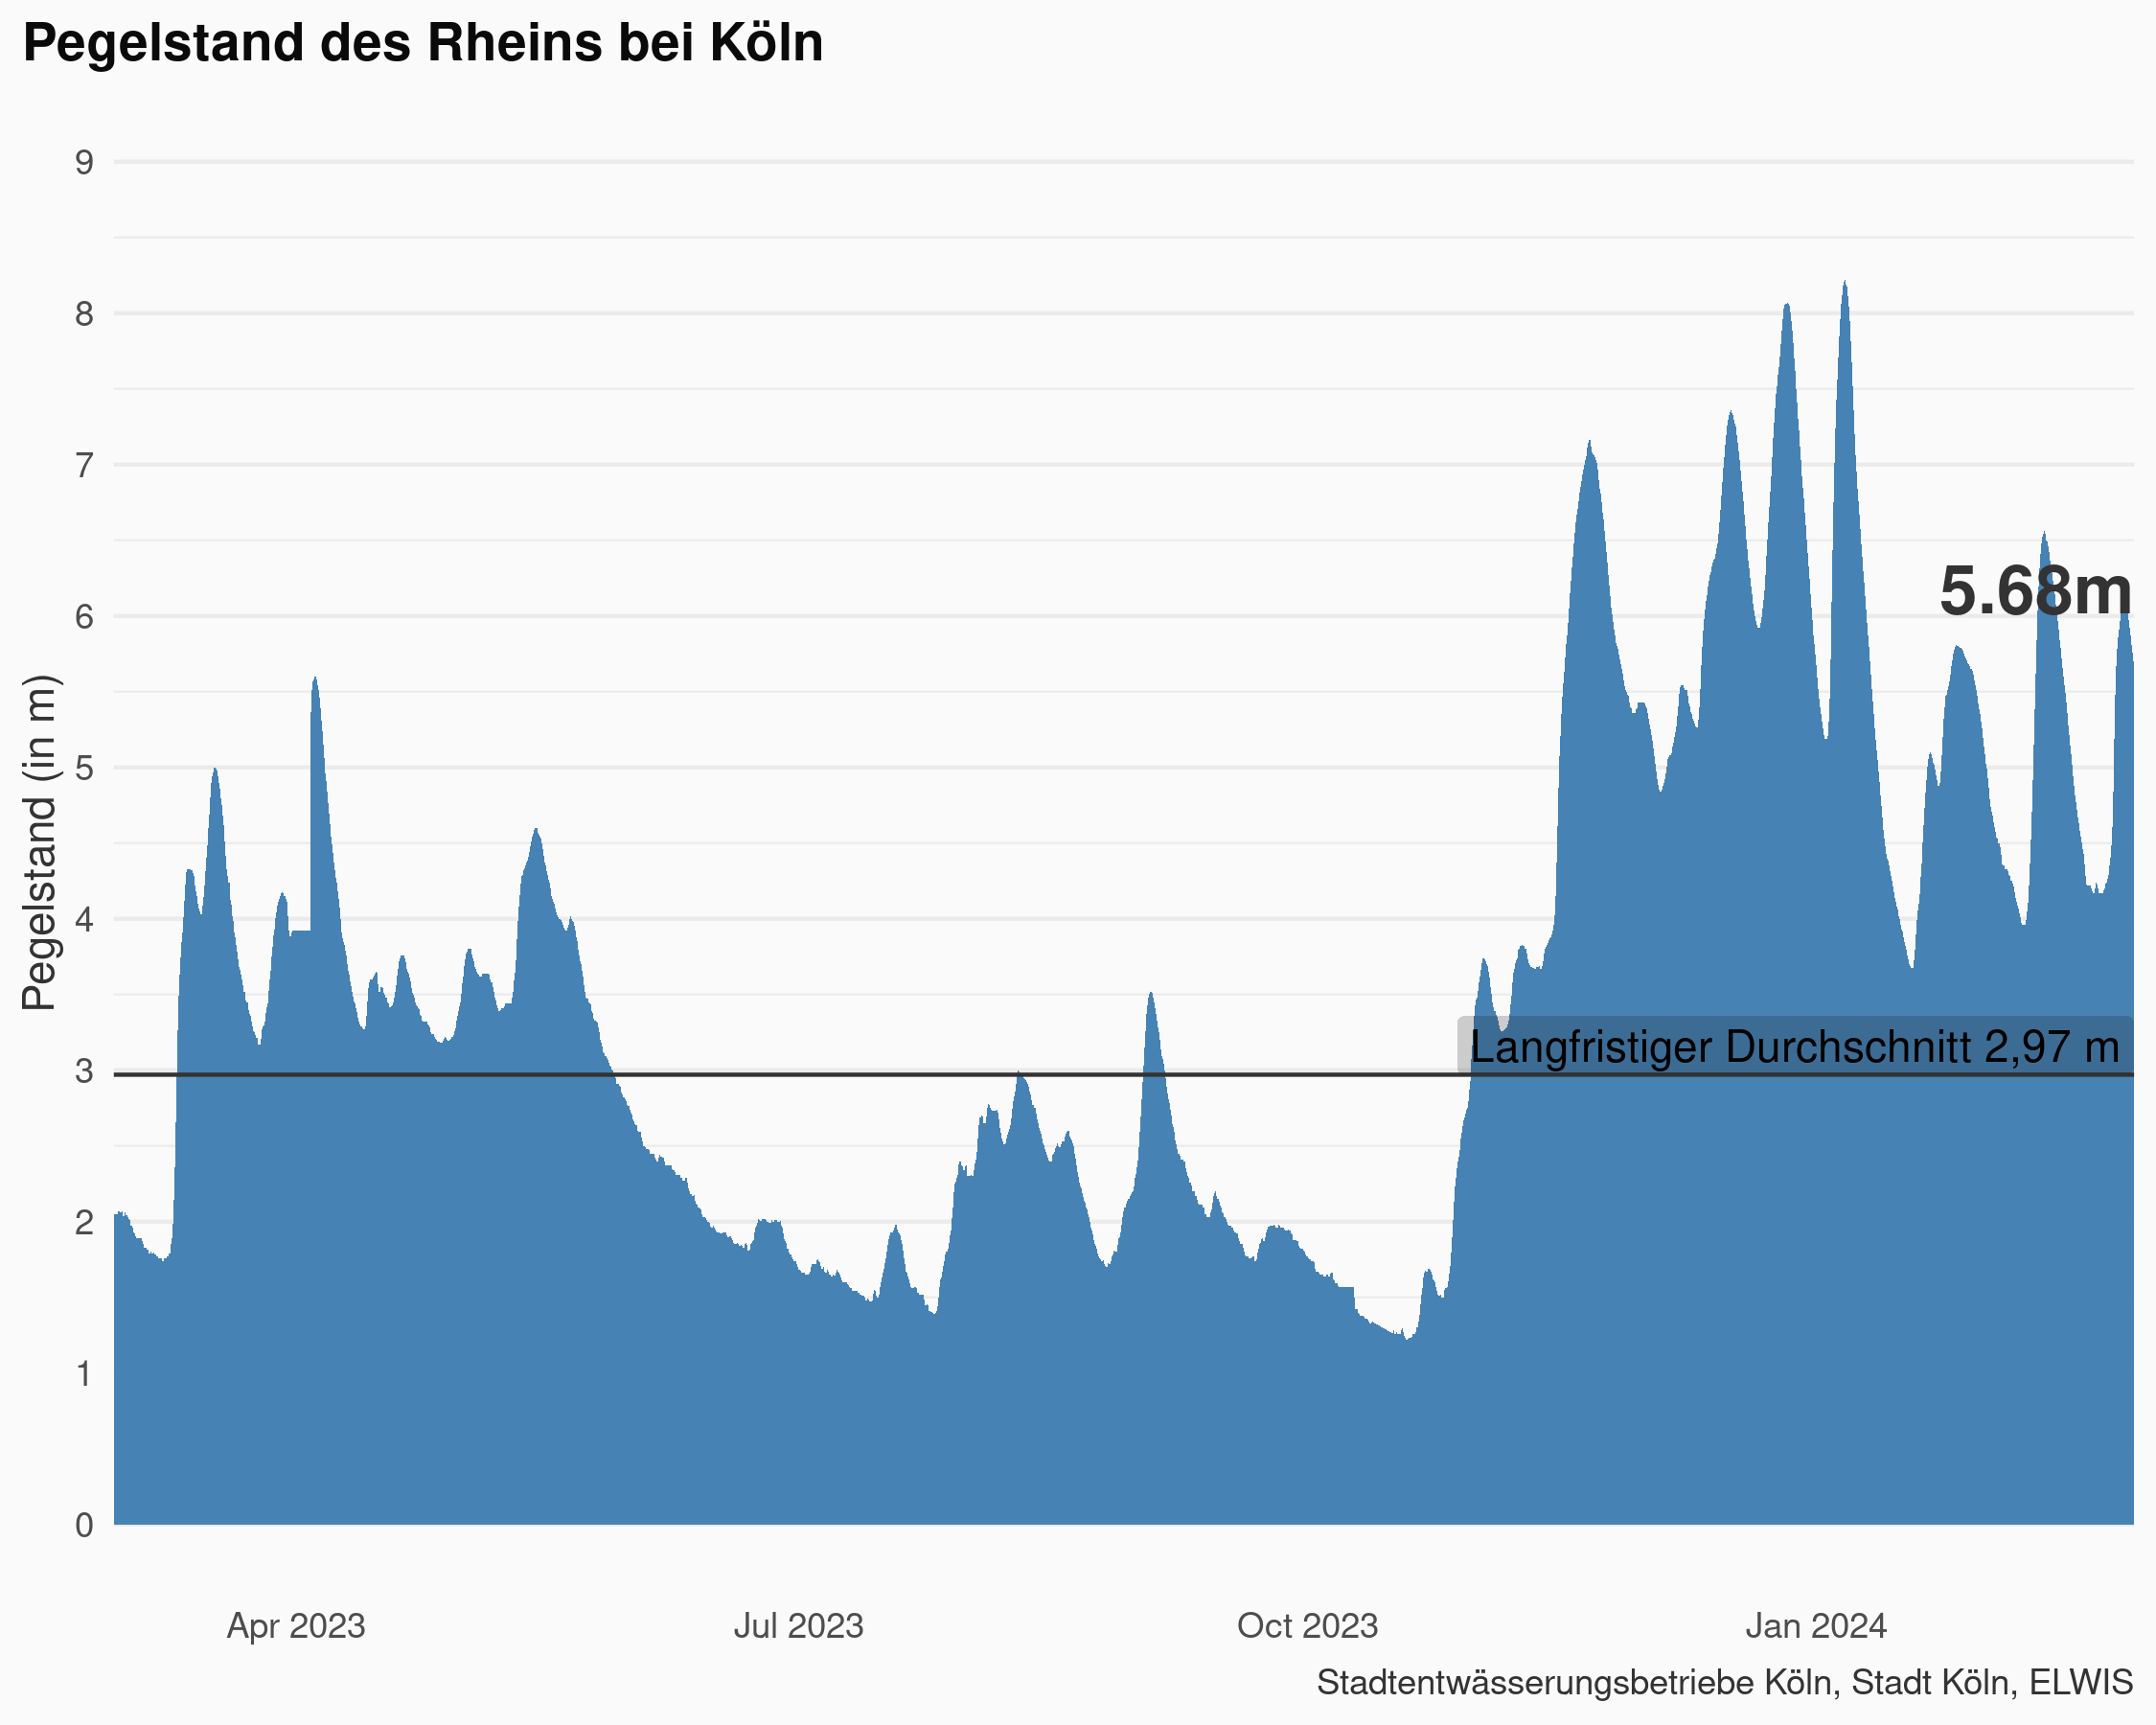 Pegelstand des Rheins bei Köln
Pegelstand (in m)
9
8
7
6
5
4
3
2
1
0
5.68m
Langfristiger Durchschnitt 2,97 m
Apr 2023
Jul 2023
Oct 2023
Jan 2024
Stadtentwässerungsbetriebe Köln, Stadt Köln, ELWIS